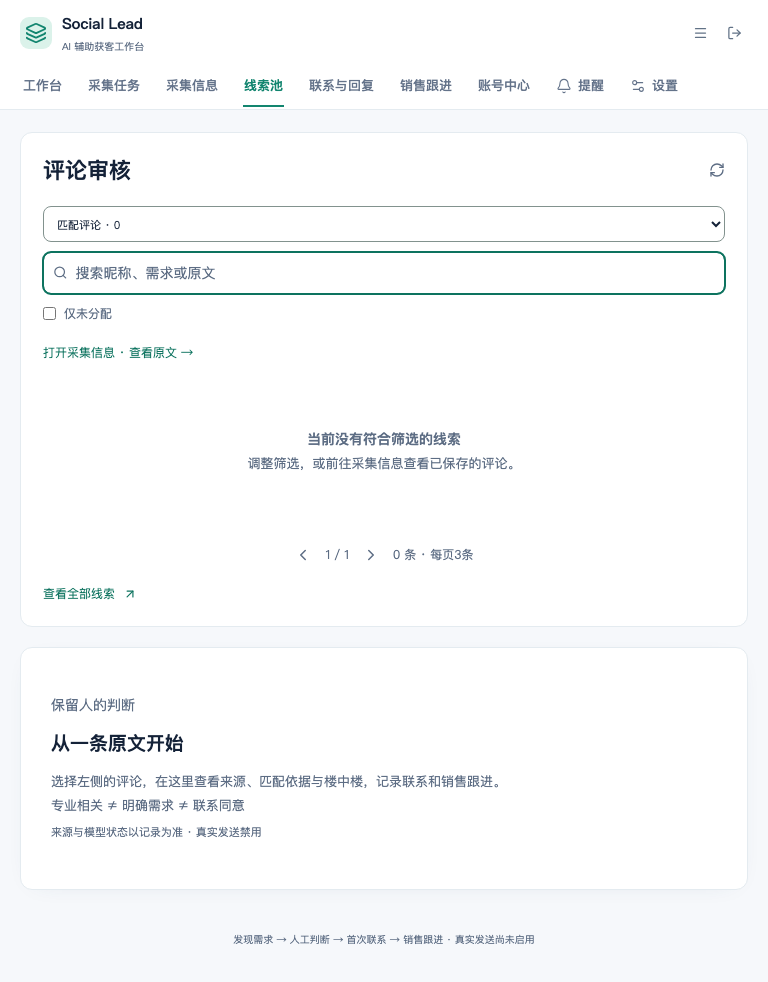 Social Lead
AI 辅助获客工作台
工作台 采集任务 采集信息 线索池 联系与回复 销售跟进 账号中心 提醒 设置
评论审核
匹配评论 · 0
搜索昵称、需求或原文
仅未分配
打开采集信息 · 查看原文 →
当前没有符合筛选的线索
调整筛选，或前往采集信息查看已保存的评论。
1 / 1 0 条 · 每页3条
查看全部线索
保留人的判断
从一条原文开始
选择左侧的评论，在这里查看来源、匹配依据与楼中楼，记录联系和销售跟进。
专业相关 ≠ 明确需求 ≠ 联系同意
来源与模型状态以记录为准 · 真实发送禁用
发现需求 → 人工判断 → 首次联系 → 销售跟进 · 真实发送尚未启用